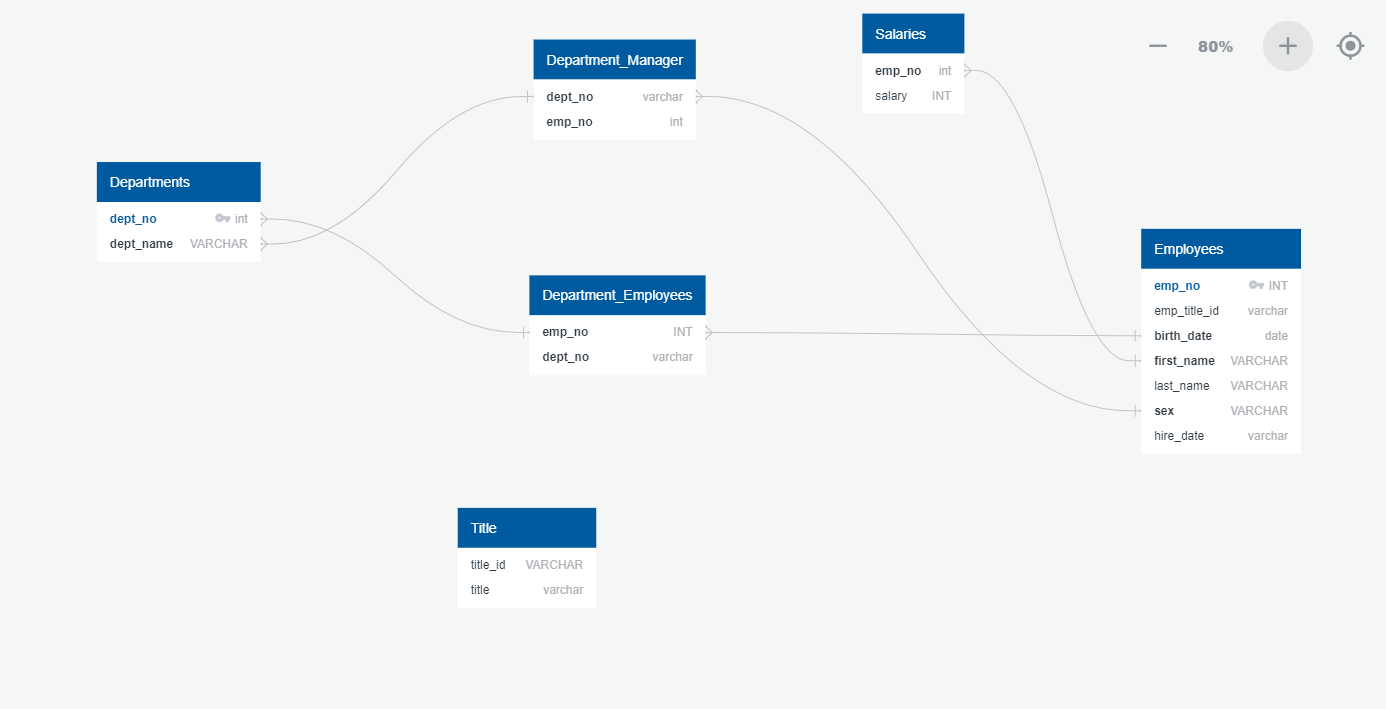 80%
Salaries
emp_no int
salary INT
Department_Manager
dept_no varchar
emp_no int
Departments
dept_no int
dept_name VARCHAR
Department_Employees
emp_no INT
dept_no varchar
Employees
emp_no INT
emp_title_id varchar
birth_date date
first_name VARCHAR
last_name VARCHAR
sex VARCHAR
hire_date varchar
Title
title_id VARCHAR
title varchar